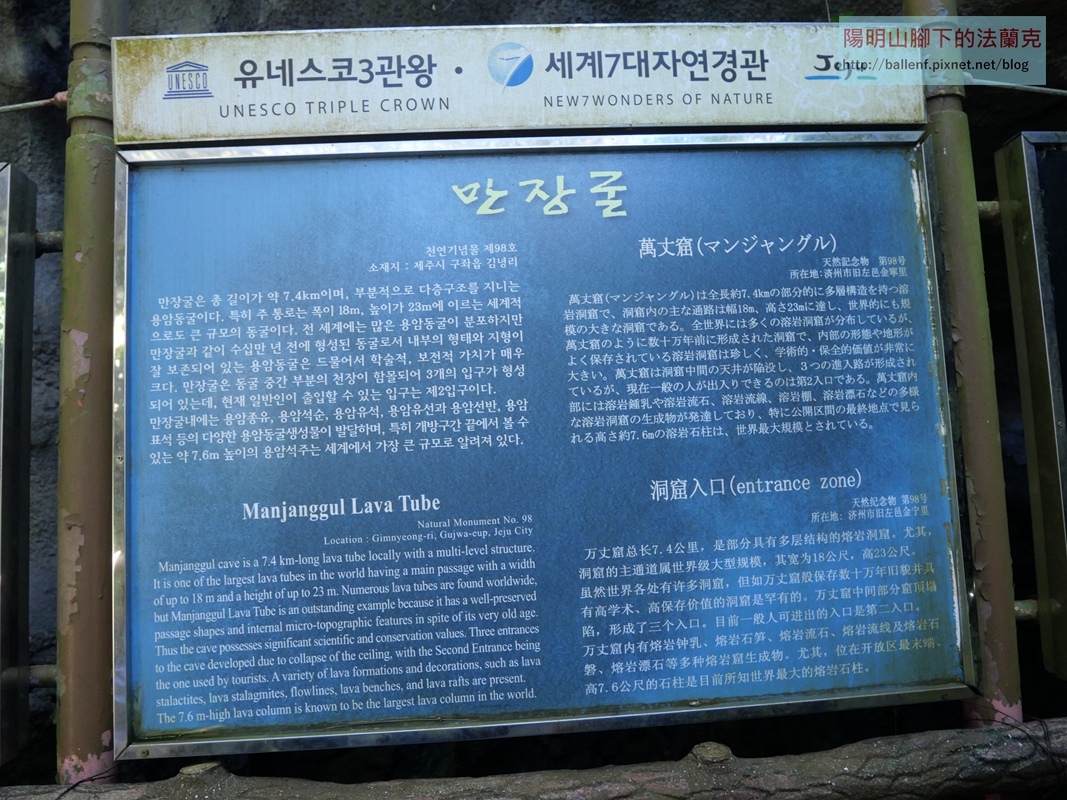 陽明山腳下的法蘭克
http://ballenf.pixnet.net/blog
UNESCO
유네스코3관왕 · 7 세계7대자연경관
UNESCO TRIPLE CROWN
NEW7WONDERS OF NATURE
만장굴
천연기념물 제98호
소재지 : 제주시 구좌읍 김녕리
만장굴은 총 길이가 약 7.4km이며, 부분적으로 다층구조를 지니는
용암동굴이다. 특히 주 통로는 폭이 18m, 높이가 23m에 이르는 세계적
으로도 큰 규모의 동굴이다. 전 세계에는 많은 용암동굴이 분포하지만
만장굴과 같이 수십만 년 전에 형성된 동굴로서 내부의 형태와 지형이
잘 보존되어 있는 용암동굴은 드물어서 학술적, 보전적 가치가 매우
크다. 만장굴은 동굴 중간 부분의 천장이 함몰되어 3개의 입구가 형성
되어 있는데, 현재 일반인이 출입할 수 있는 입구는 제2입구이다.
만장굴내에는 용암종유, 용암석순, 용암유석, 용암유선과 용암선반, 용암
표석 등의 다양한 용암동굴생성물이 발달하며, 특히 개방구간 끝에서 볼 수
있는 약 7.6m 높이의 용암석주는 세계에서 가장 큰 규모로 알려져 있다.
Manjanggul Lava Tube
Natural Monument No. 98
Location : Gimnyeong-ri, Gujwa-eup, Jeju City
Manjanggul cave is a 7.4 km-long lava tube locally with a multi-level structure.
It is one of the largest lava tubes in the world having a main passage with a width
of up to 18 m and a height of up to 23 m. Numerous lava tubes are found worldwide,
but Manjanggul Lava Tube is an outstanding example because it has a well-preserved
passage shapes and internal micro-topographic features in spite of its very old age.
Thus the cave possesses significant scientific and conservation values. Three entrances
to the cave developed due to collapse of the ceiling, with the Second Entrance being
the one used by tourists. A variety of lava formations and decorations, such as lava
stalactites, lava stalagmites, flowlines, lava benches, and lava rafts are present.
The 7.6 m-high lava column is known to be the largest lava column in the world.
萬丈窟(マンジャングル)
天然記念物 第98号
所在地:済州市旧左邑金寧里
萬丈窟(マンジャングル)は全長約7.4kmの部分的に多層構造を持つ溶
岩洞窟で、洞窟内の主な通路は幅18m、高さ23mに達し、世界的にも規
模の大きな洞窟である。全世界には多くの溶岩洞窟が分布しているが、
萬丈窟のように数十万年前に形成された洞窟で、内部の形態や地形が
よく保存されている溶岩洞窟は珍しく、学術的・保全的価値が非常に
大きい。 萬丈窟は洞窟中間の天井が陥没し、３つの進入路が形成され
ているが、現在一般の人が出入りできるのは第2入口である。萬丈窟内
部には溶岩鍾乳や溶岩流石、溶岩流線、溶岩棚、溶岩漂石などの多様
な溶岩洞窟の生成物が発達しており、特に公開区間の最終地点で見ら
れる高さ約7.6mの溶岩石柱は、世界最大規模とされている。
洞窟入口(entrance zone)
天然纪念物 第98号
所在地: 济州市旧左邑金宁里
万丈窟总长7.4公里，是部分具有多层结构的熔岩洞窟。尤其，
洞窟的主通道属世界级大型规模，其宽为18公尺，高23公尺。
虽然世界各处有许多洞窟，但如万丈窟般保存数十万年旧貌并具
有高学术、高保存价值的洞窟是罕有的。万丈窟中间部分窟顶塌
陷，形成了三个入口。目前一般人可进出的入口是第二入口。
万丈窟内有熔岩钟乳、熔岩石笋、熔岩流石、熔岩流线及熔岩石
磐、熔岩漂石等多种熔岩窟生成物。尤其，位在开放区最末端、
高7.6公尺的石柱是目前所知世界最大的熔岩石柱。